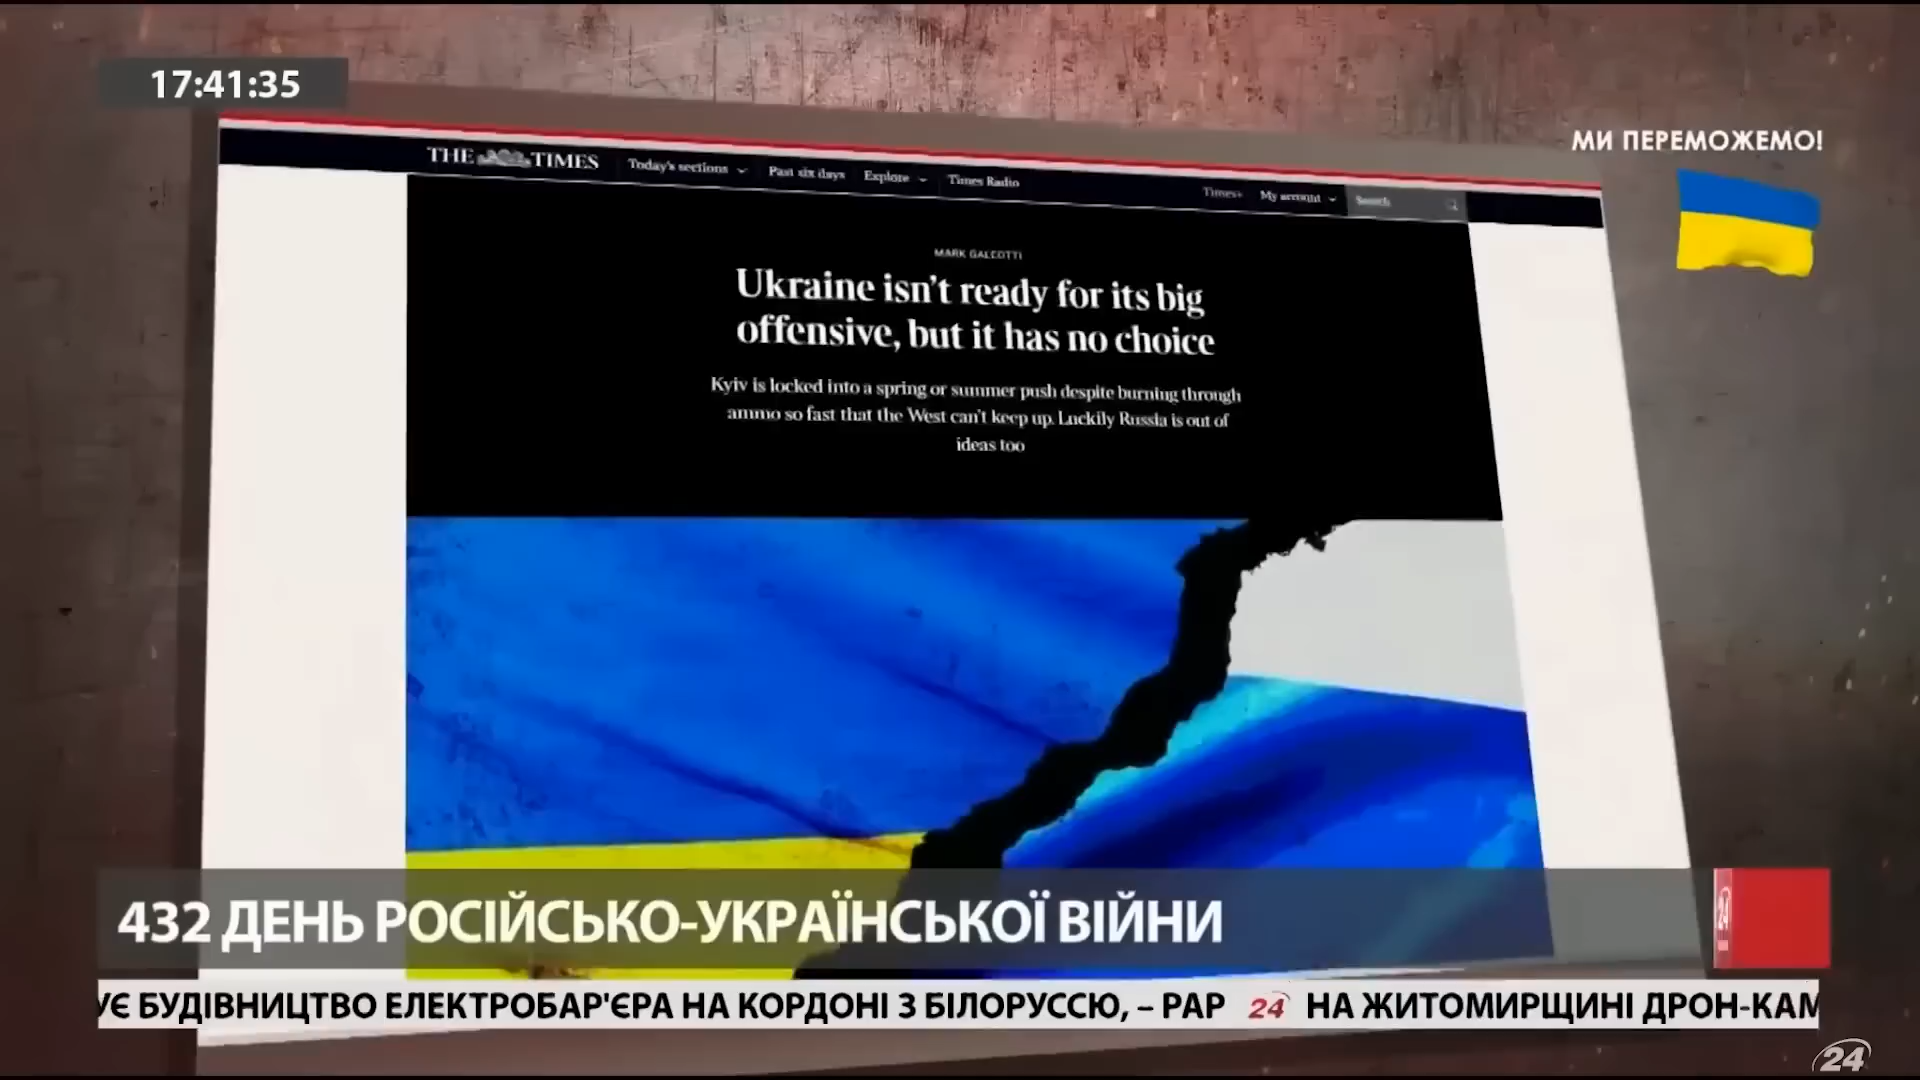 17:41:35
МИ ПЕРЕМОЖЕМО!
THE TIMES
Today's sections
Past six days
Explore
Times Radio
Times+
My account
Search
MARK GALEOTTI
Ukraine isn't ready for its big
offensive, but it has no choice
Kyiv is locked into a spring or summer push despite burning through
ammo so fast that the West can't keep up. Luckily Russia is out of
ideas too
432 ДЕНЬ РОСІЙСЬКО-УКРАЇНСЬКОЇ ВІЙНИ
24
УЄ БУДІВНИЦТВО ЕЛЕКТРОБАР'ЄРА НА КОРДОНІ З БІЛОРУССЮ, – PAP 24 НА ЖИТОМИРЩИНІ ДРОН-КАМ
24